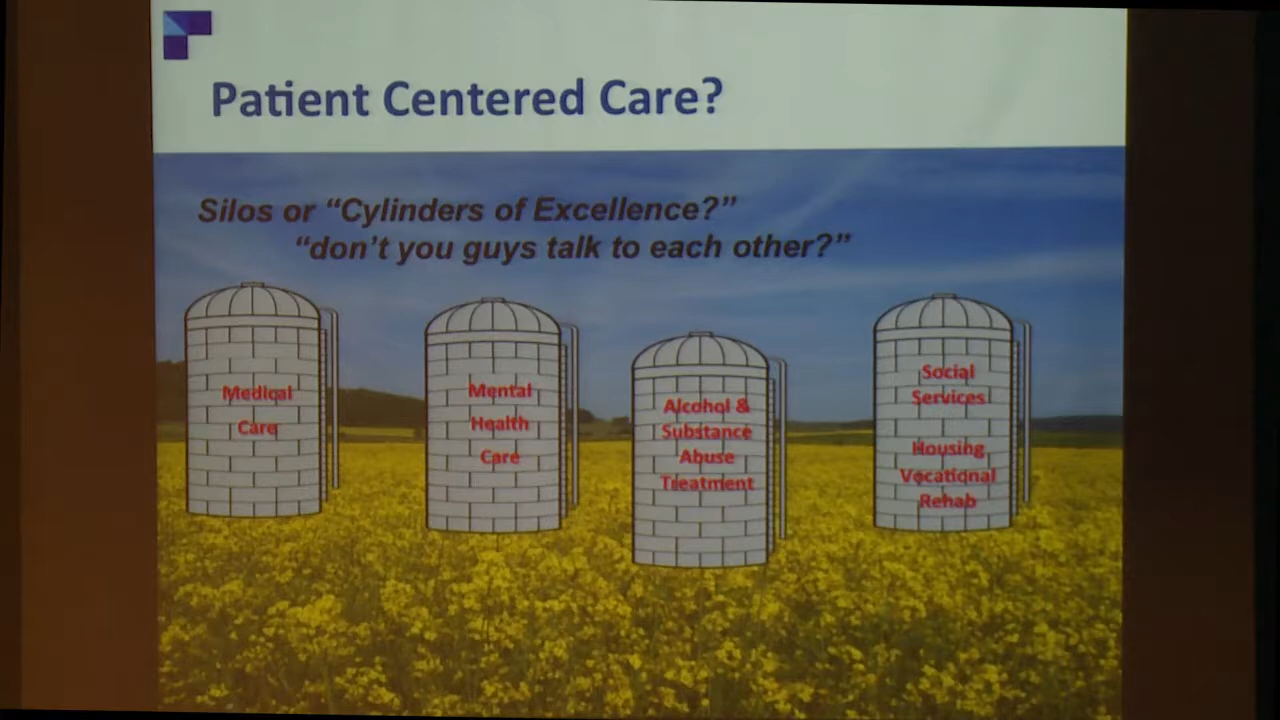 Patient Centered Care?
Silos or “Cylinders of Excellence?”
“don’t you guys talk to each other?”
Medical
Care
Mental
Health
Care
Alcohol &
Substance
Abuse
Treatment
Social
Services
Housing
Vocational
Rehab